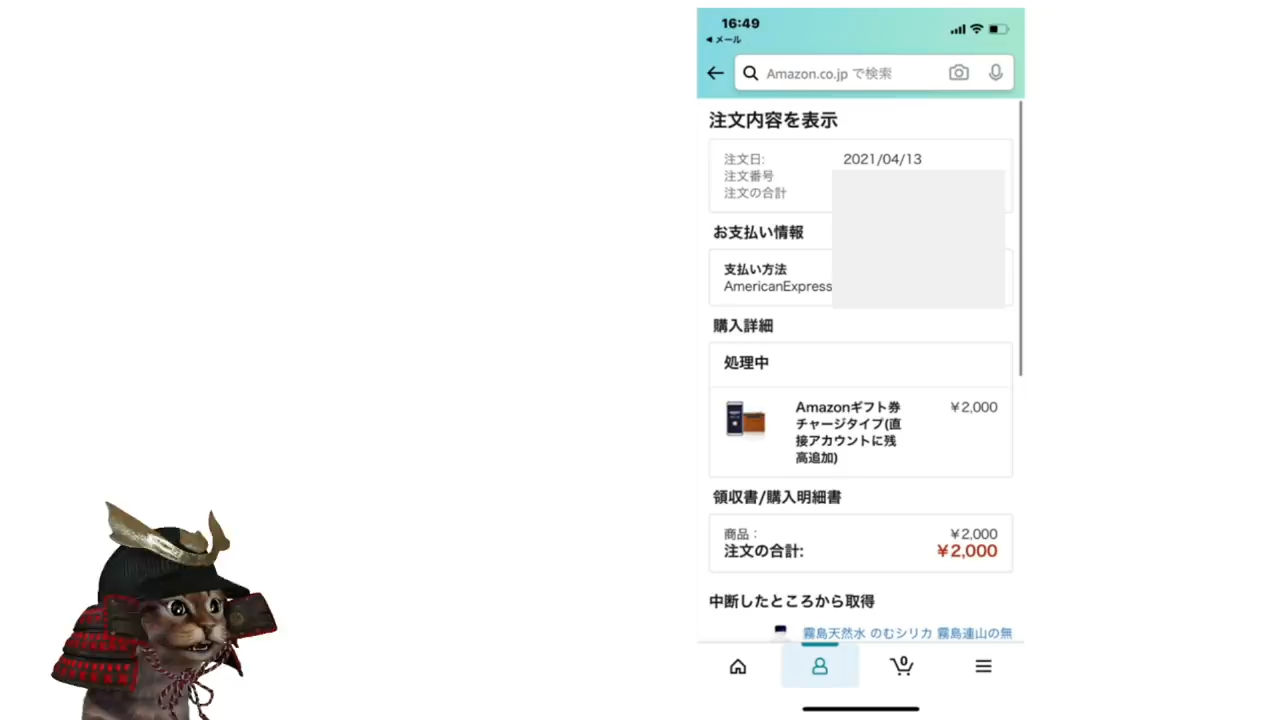 16:49
◀ メール
Amazon.co.jp で検索
注文内容を表示
注文日: 2021/04/13
注文番号
注文の合計
お支払い情報
支払い方法
AmericanExpress
購入詳細
処理中
Amazonギフト券 ¥2,000
チャージタイプ(直
接アカウントに残
高追加)
領収書/購入明細書
商品: ¥2,000
注文の合計: ¥2,000
中断したところから取得
霧島天然水 のむシリカ 霧島連山の無
0